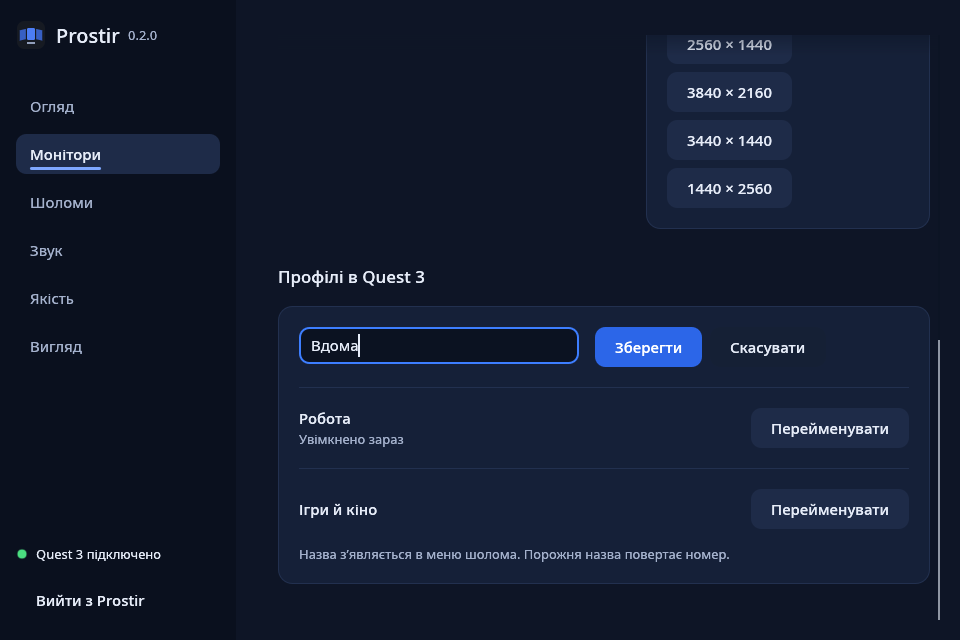 Prostir 0.2.0
Огляд
Монітори
Шоломи
Звук
Якість
Вигляд
Quest 3 підключено
Вийти з Prostir
2560 × 1440
3840 × 2160
3440 × 1440
1440 × 2560
Профілі в Quest 3
Вдома
Зберегти
Скасувати
Робота
Увімкнено зараз
Перейменувати
Ігри й кіно
Перейменувати
Назва зʼявляється в меню шолома. Порожня назва повертає номер.